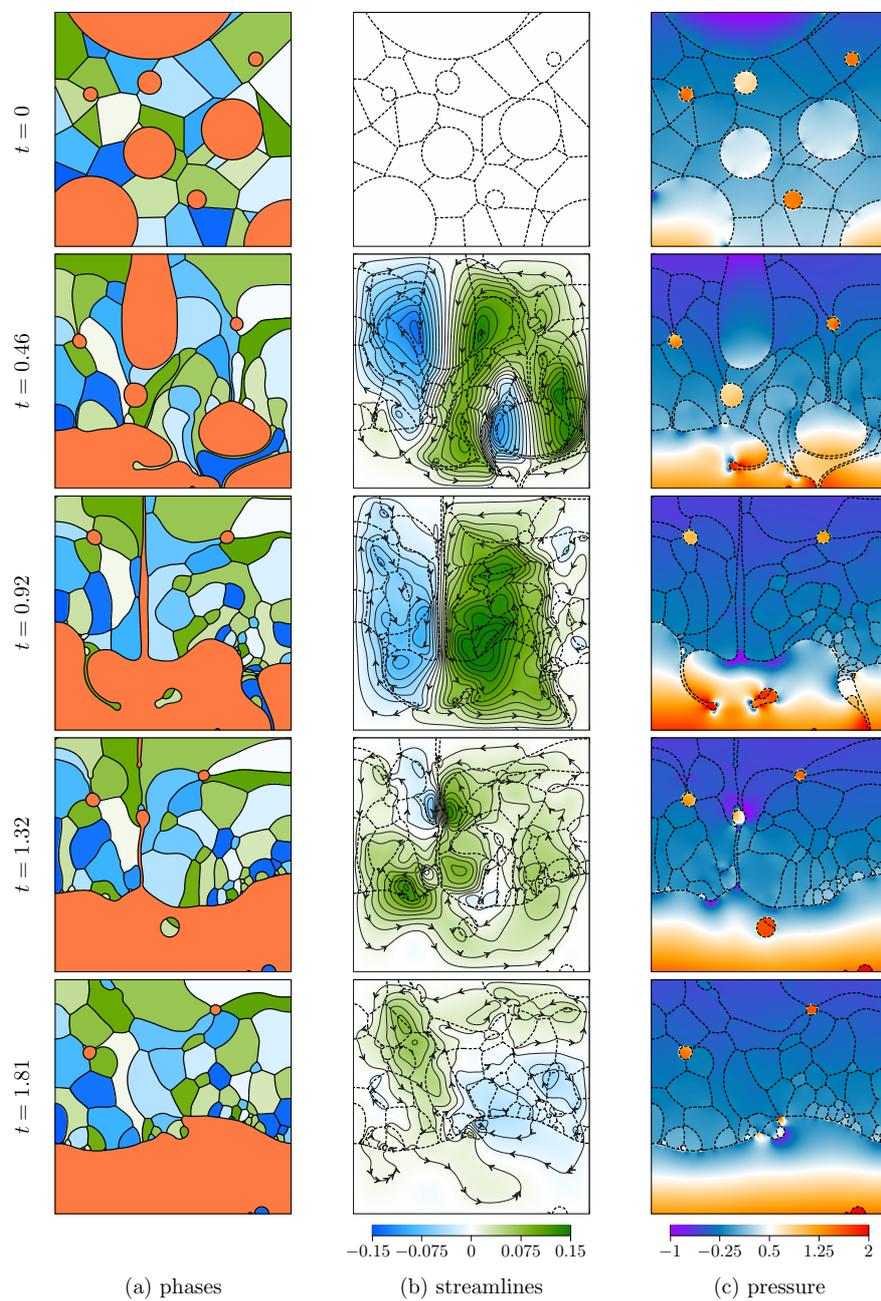 t = 0
t = 0.46
t = 0.92
t = 1.32
t = 1.81
−0.15 −0.075 0 0.075 0.15
−1 −0.25 0.5 1.25 2
(a) phases
(b) streamlines
(c) pressure